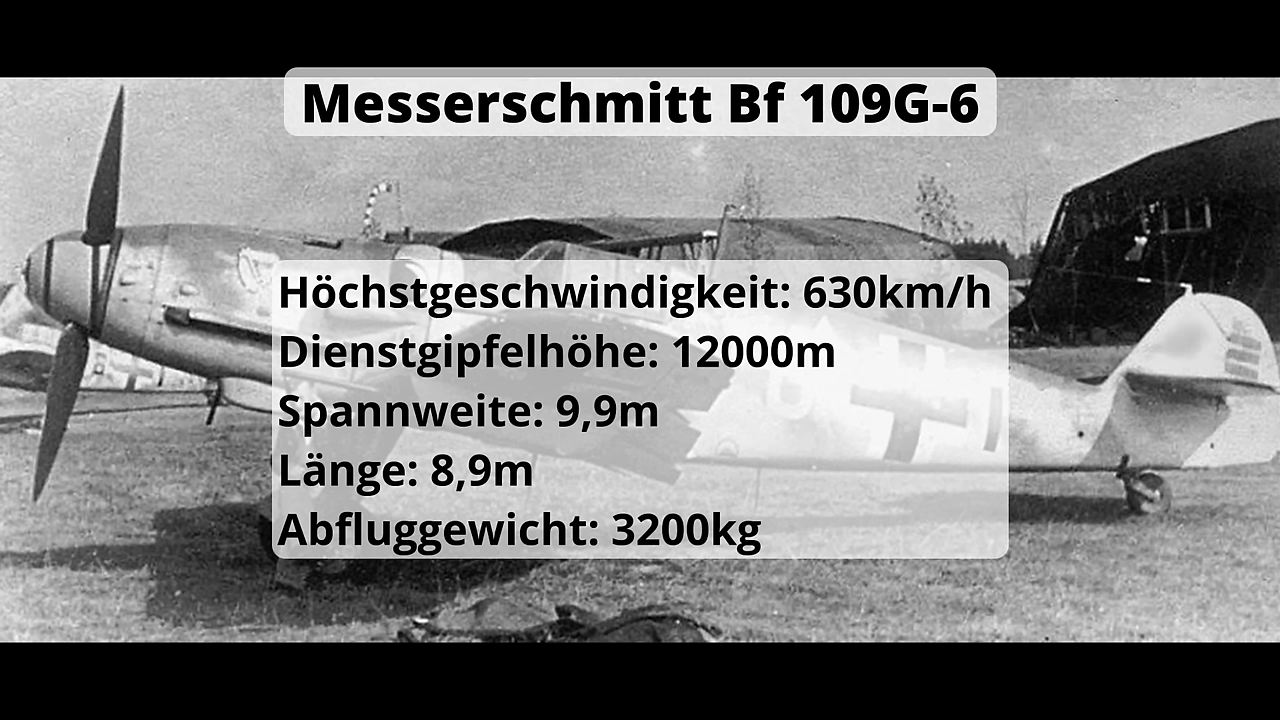 Messerschmitt Bf 109G-6
Höchstgeschwindigkeit: 630km/h
Dienstgipfelhöhe: 12000m
Spannweite: 9,9m
Länge: 8,9m
Abfluggewicht: 3200kg